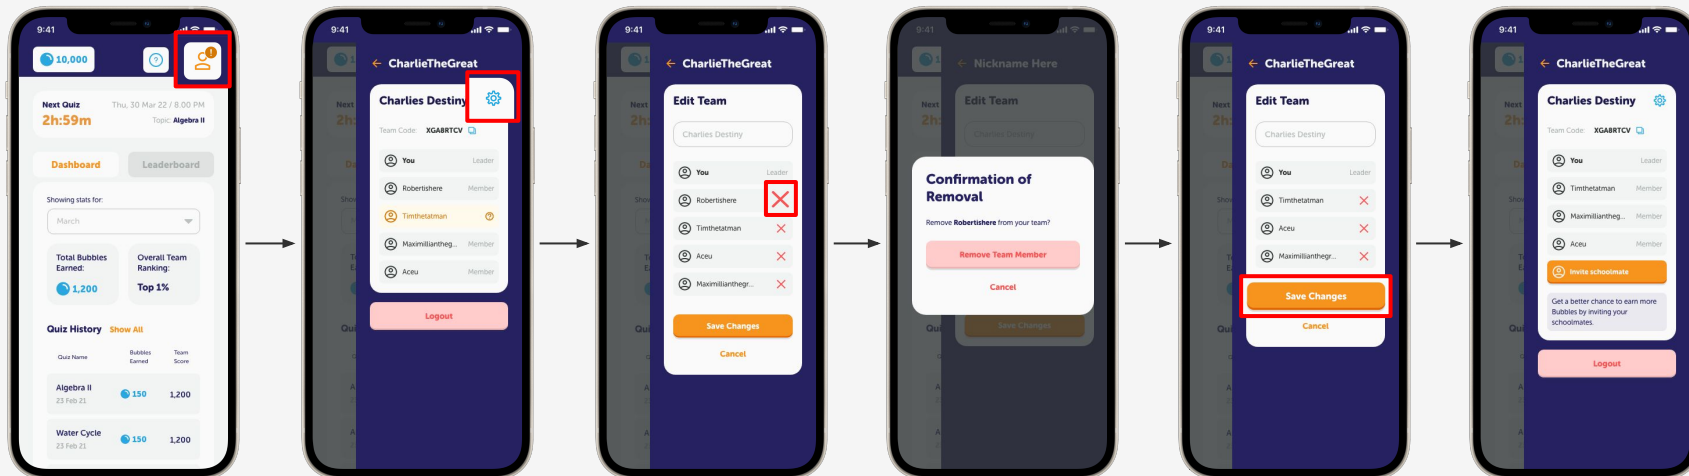 9:41
10,000
?
!
Next Quiz Thu, 30 Mar 22 / 8.00 PM
2h:59m Topic: Algebra II
Dashboard Leaderboard
Showing stats for:
March
Total Bubbles Earned: Overall Team Ranking:
1,200 Top 1%
Quiz History Show All
Quiz Name Bubbles Earned Team Score
Algebra II 150 1,200
23 Feb 21
Water Cycle 150 1,200
23 Feb 21
9:41
← CharlieTheGreat
Charlies Destiny
Team Code: XGA8RTCV
You Leader
Robertishere Member
Timthetatman ?
Maximilliantheg... Member
Aceu Member
Logout
9:41
← CharlieTheGreat
Edit Team
Charlies Destiny
You Leader
Robertishere
Timthetatman
Aceu
Maximillianthegr...
Save Changes
Cancel
9:41
← Nickname Here
Edit Team
Charlies Destiny
Confirmation of
Removal
Remove Robertishere from your team?
Remove Team Member
Cancel
Save Changes
9:41
← CharlieTheGreat
Edit Team
Charlies Destiny
You Leader
Timthetatman
Aceu
Maximillianthegr...
Save Changes
Cancel
9:41
← CharlieTheGreat
Charlies Destiny
Team Code: XGA8RTCV
You Leader
Timthetatman Member
Maximilliantheg... Member
Aceu Member
Invite schoolmate
Get a better chance to earn more
Bubbles by inviting your
schoolmates.
Logout